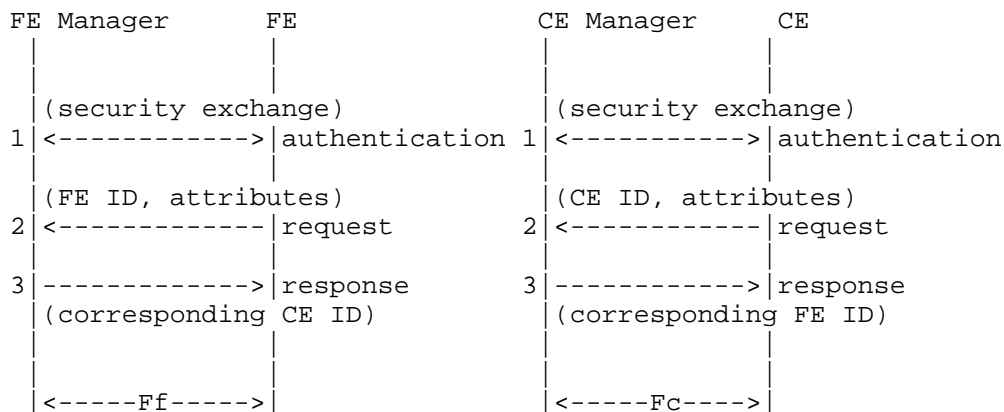 FE Manager FE CE Manager CE
(security exchange) (security exchange)
1|<------------->|authentication 1|<----------->|authentication
(FE ID, attributes) (CE ID, attributes)
2|<-------------|request 2|<------------|request
3|------------->|response 3|------------>|response
(corresponding CE ID) (corresponding FE ID)
|<-----Ff----->| |<-----Fc---->|